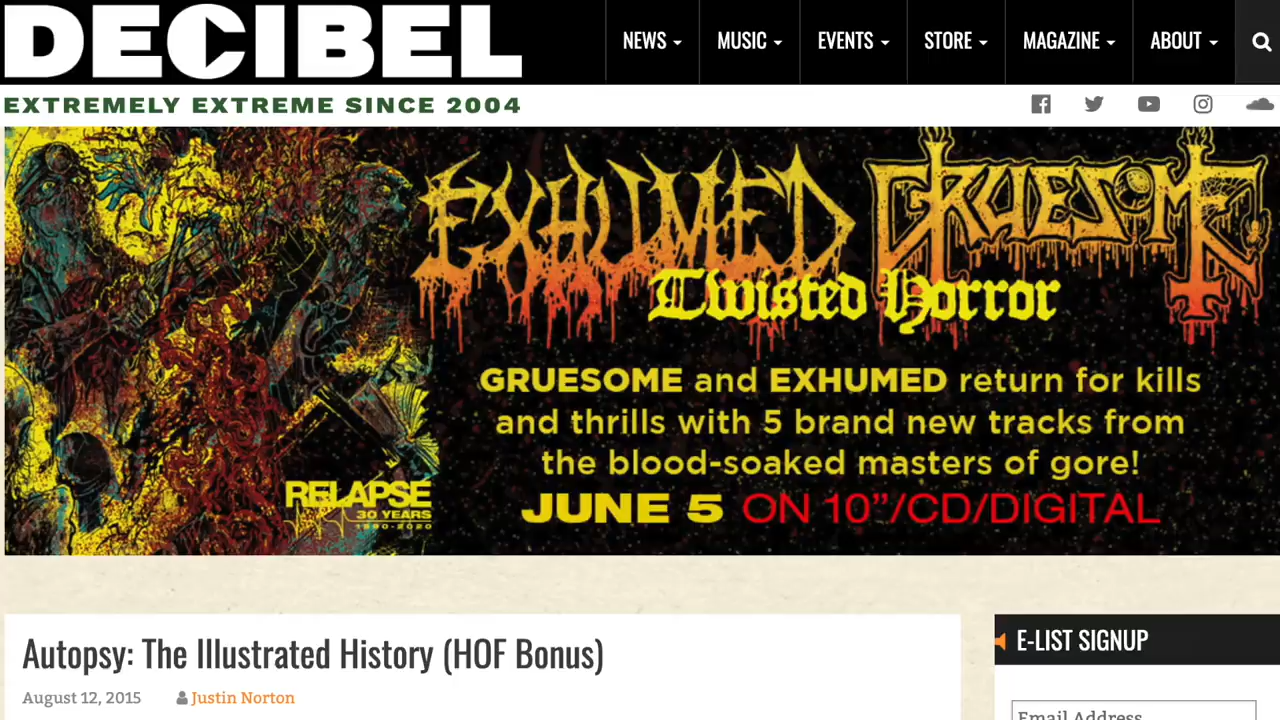 DECIBEL
NEWS
MUSIC
EVENTS
STORE
MAGAZINE
ABOUT
EXTREMELY EXTREME SINCE 2004
EXHUMED
GRUESOME
Twisted Horror
GRUESOME and EXHUMED return for kills
and thrills with 5 brand new tracks from
the blood-soaked masters of gore!
JUNE 5 ON 10”/CD/DIGITAL
RELAPSE
30 YEARS
1990-2020
Autopsy: The Illustrated History (HOF Bonus)
August 12, 2015
Justin Norton
E-LIST SIGNUP
Email Address